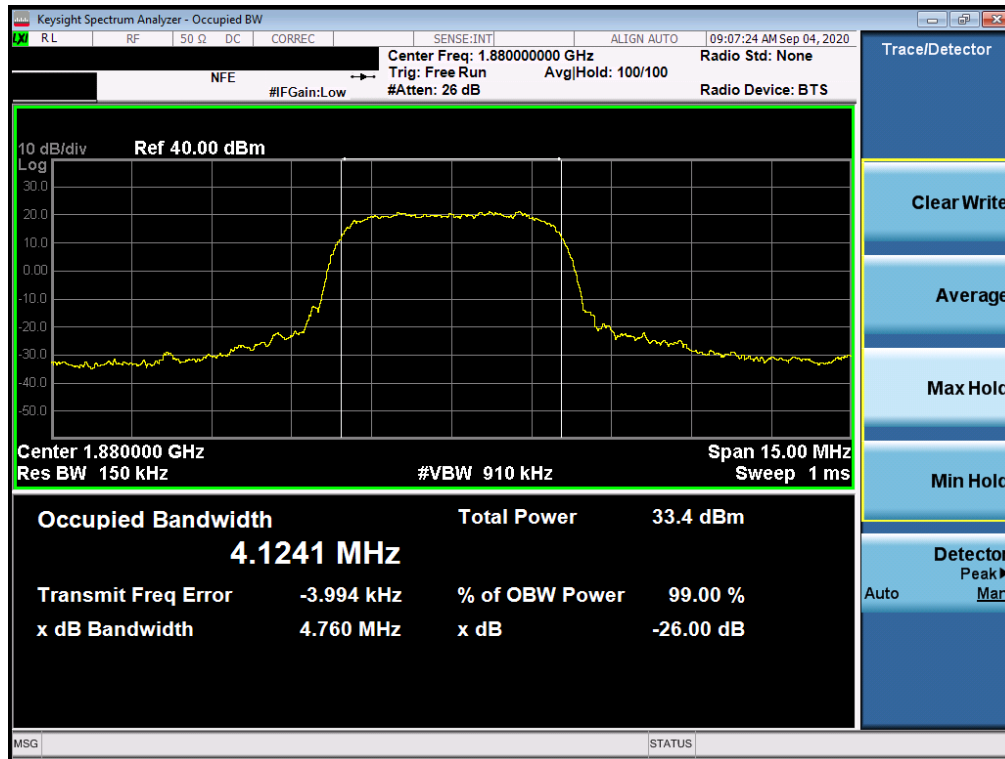 Keysight Spectrum Analyzer - Occupied BW
LXI RL RF 50 Ω DC CORREC SENSE:INT ALIGN AUTO 09:07:24 AM Sep 04, 2020
Center Freq: 1.880000000 GHz Radio Std: None
NFE Trig: Free Run Avg|Hold: 100/100
#IFGain:Low #Atten: 26 dB Radio Device: BTS
Trace/Detector
10 dB/div Ref 40.00 dBm
Log
30.0
20.0
10.0
0.00
-10.0
-20.0
-30.0
-40.0
-50.0
Center 1.880000 GHz Span 15.00 MHz
Res BW 150 kHz #VBW 910 kHz Sweep 1 ms
Occupied Bandwidth Total Power 33.4 dBm
4.1241 MHz
Transmit Freq Error -3.994 kHz % of OBW Power 99.00 %
x dB Bandwidth 4.760 MHz x dB -26.00 dB
Clear Write
Average
Max Hold
Min Hold
Detector
Peak▶
Auto Man
MSG STATUS